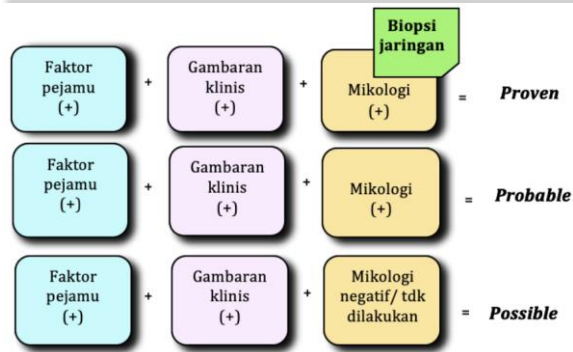 Biopsi
jaringan
Faktor
pejamu
(+)
+
Gambaran
klinis
(+)
+
Mikologi
(+)
=
Proven
Faktor
pejamu
(+)
+
Gambaran
klinis
(+)
+
Mikologi
(+)
=
Probable
Faktor
pejamu
(+)
+
Gambaran
klinis
(+)
+
Mikologi
negatif/ tdk
dilakukan
=
Possible